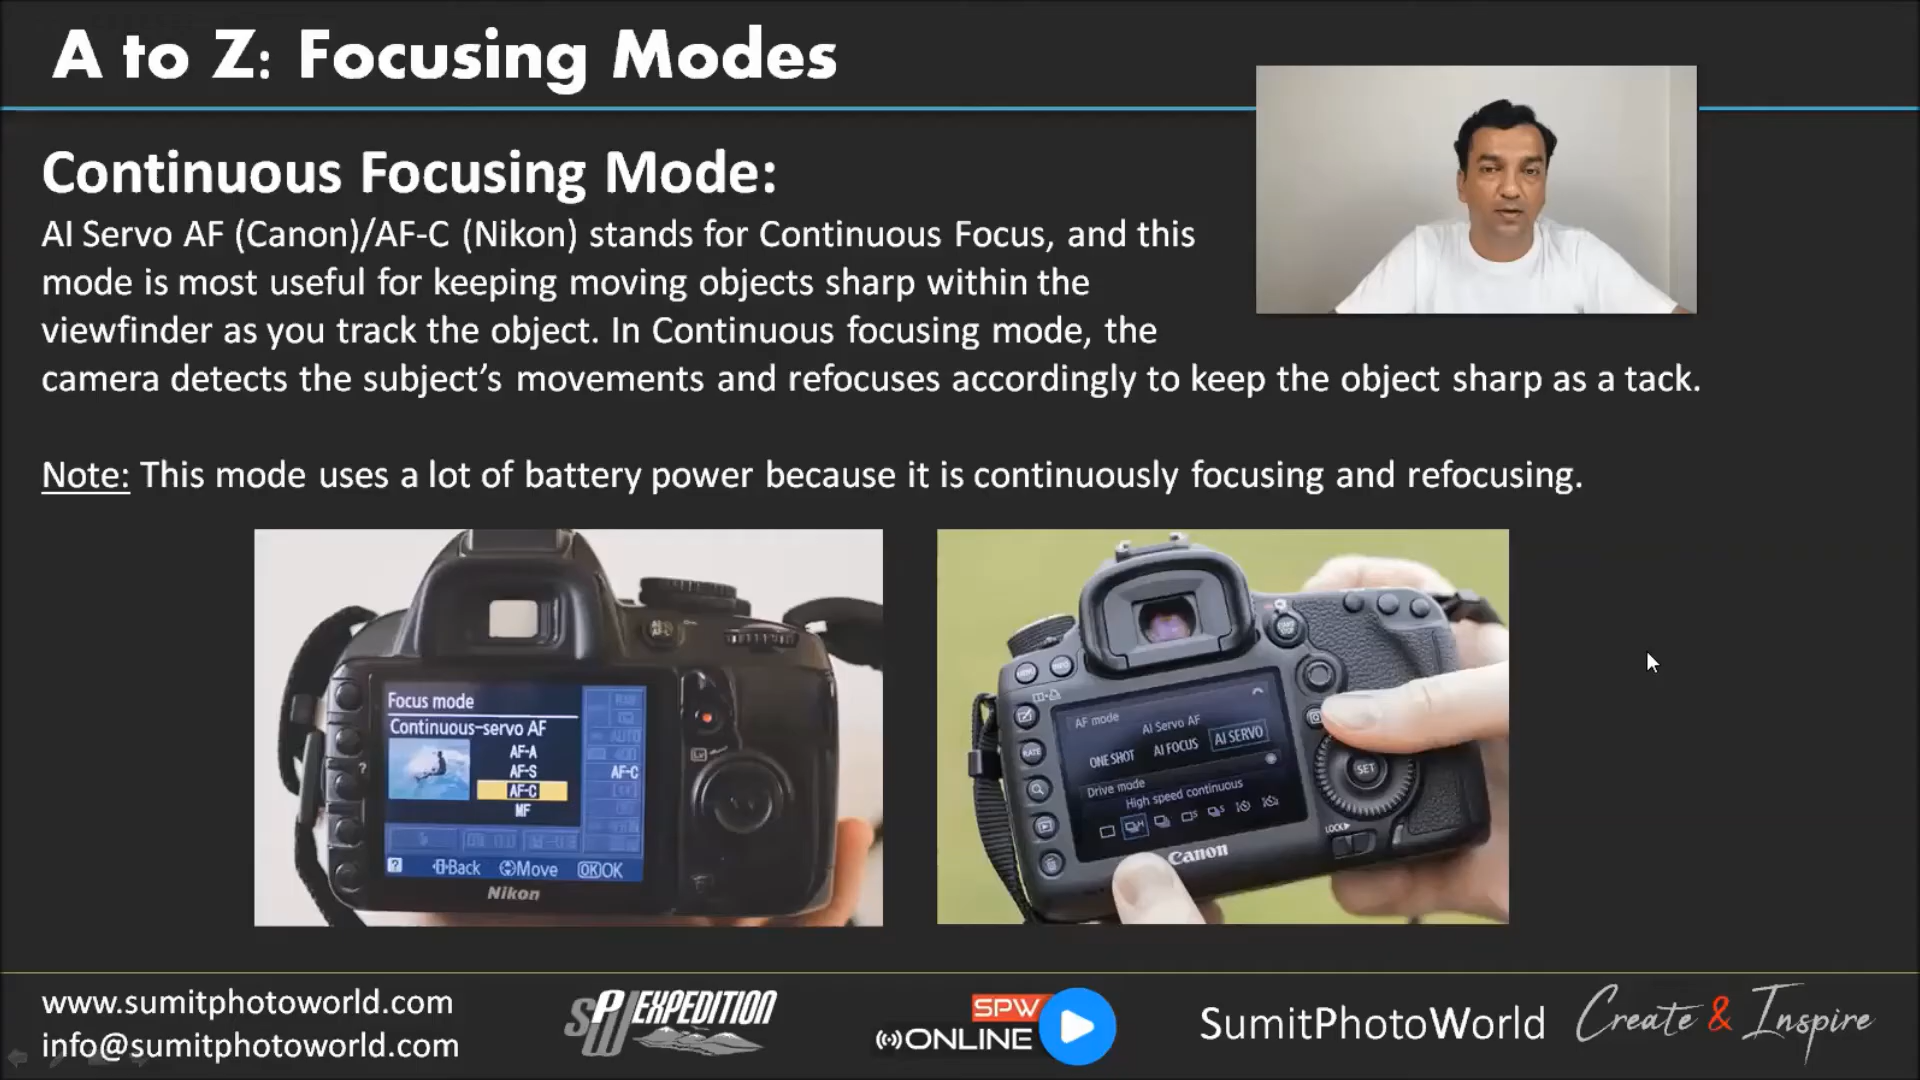 A to Z: Focusing Modes
Continuous Focusing Mode:
AI Servo AF (Canon)/AF-C (Nikon) stands for Continuous Focus, and this
mode is most useful for keeping moving objects sharp within the
viewfinder as you track the object. In Continuous focusing mode, the
camera detects the subject’s movements and refocuses accordingly to keep the object sharp as a tack.
Note: This mode uses a lot of battery power because it is continuously focusing and refocusing.
Focus mode
Continuous-servo AF
AF-A
AF-S
AF-C
AF-C
MF
? Back Move OK OK
Nikon
AF mode
AI Servo AF
ONE SHOT AI FOCUS AI SERVO
Drive mode
High speed continuous
RATE
SET
LOCK
Canon
www.sumitphotoworld.com
info@sumitphotoworld.com
SPW EXPEDITION
SPW
ONLINE
SumitPhotoWorld
Create & Inspire